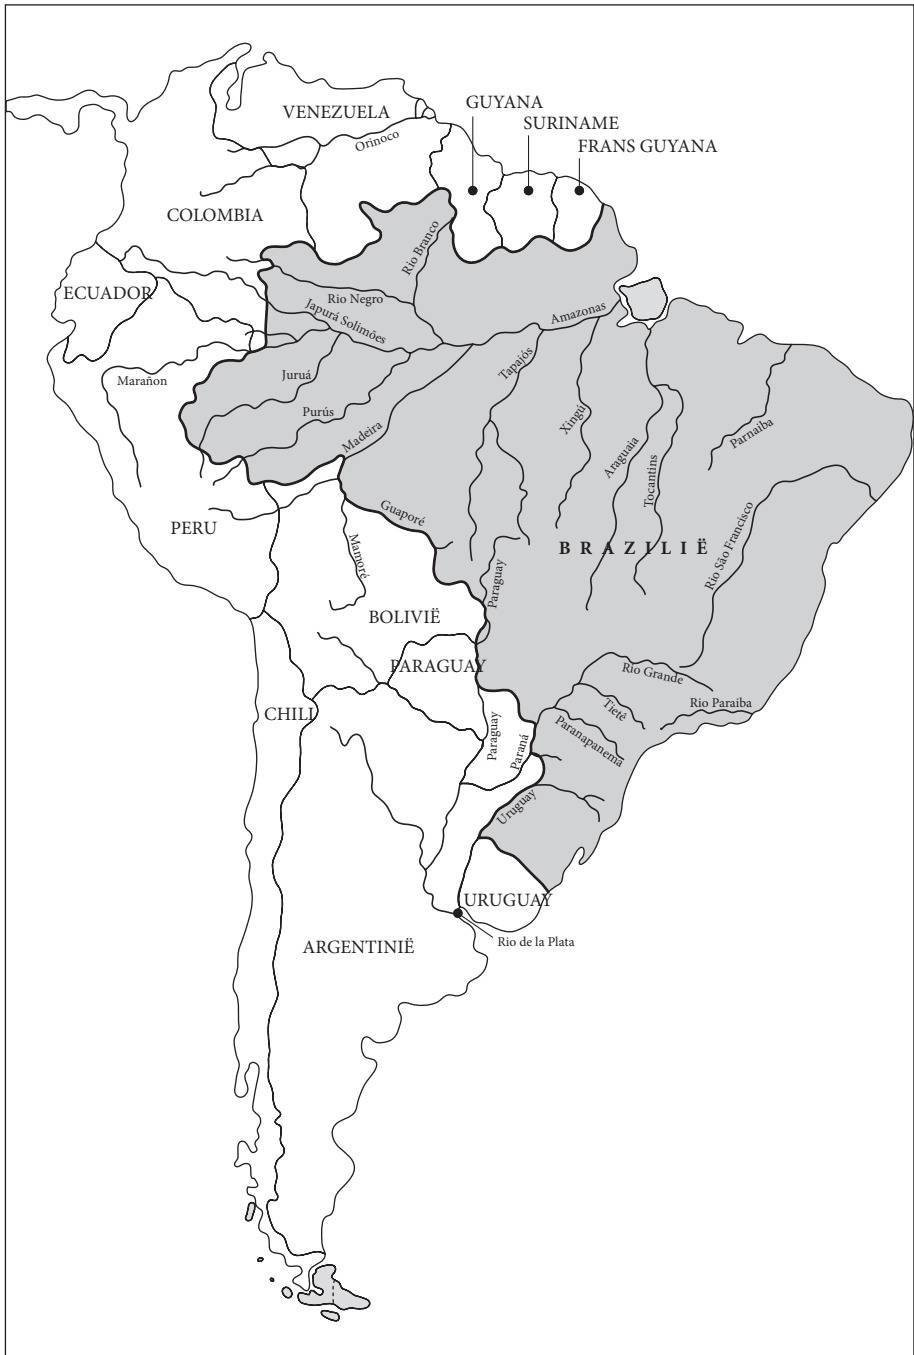 GUYANA
SURINAME
FRANS GUYANA
VENEZUELA
Orinoco
COLOMBIA
Rio Branco
ECUADOR
Rio Negro
Japurá Solimões
Amazonas
Marañon
Juruá
Purús
Madeira
Tapajós
Xingú
Araguaia
Tocantins
Parnaiba
Rio São Francisco
PERU
Guaporé
Mamoré
BRAZILIË
Paraguay
BOLIVIË
PARAGUAY
Rio Grande
CHILI
Tietê
Rio Paraiba
Paraguay
Paraná
Paranapanema
Uruguay
URUGUAY
Rio de la Plata
ARGENTINIË